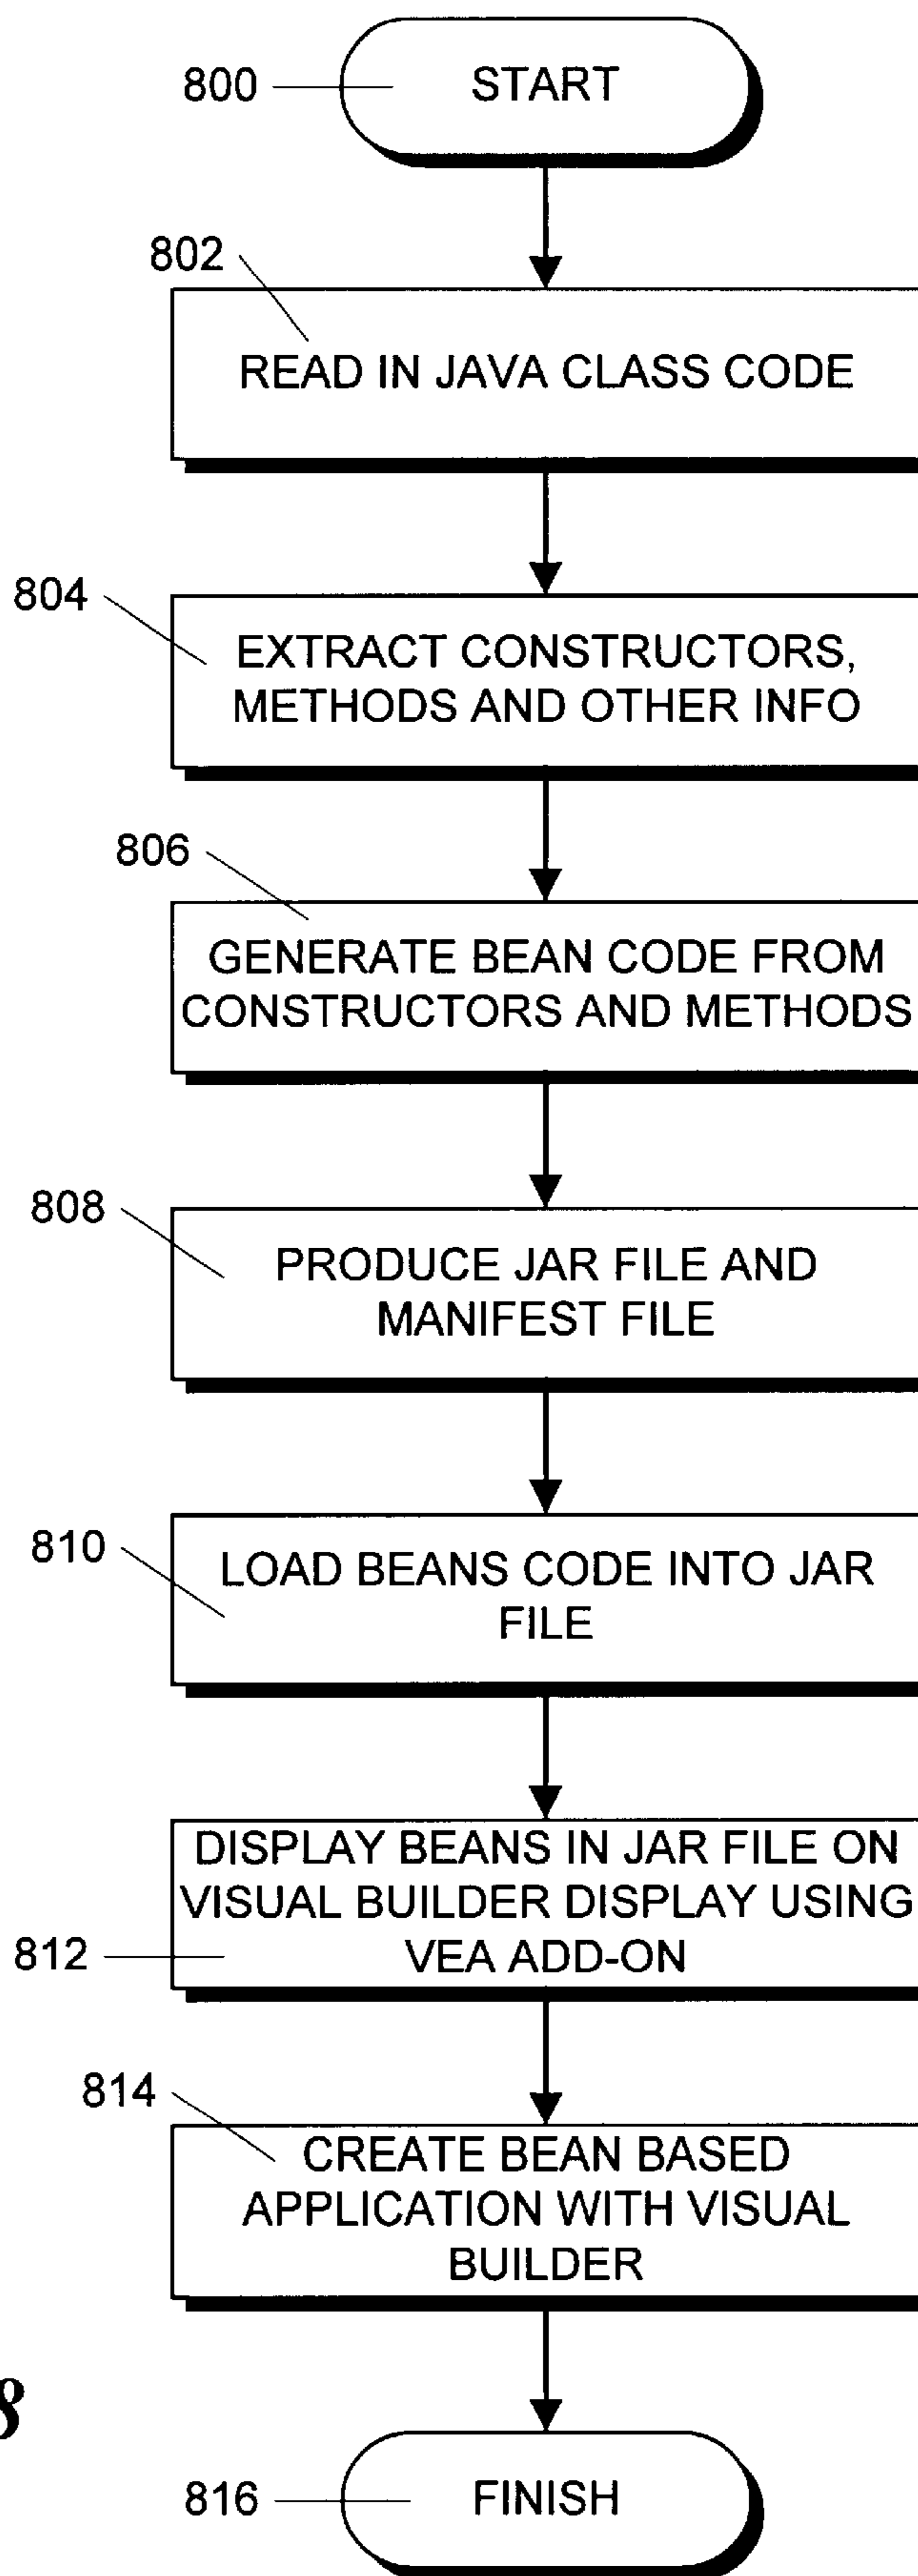 800
START
802
READ IN JAVA CLASS CODE
804
EXTRACT CONSTRUCTORS,
METHODS AND OTHER INFO
806
GENERATE BEAN CODE FROM
CONSTRUCTORS AND METHODS
808
PRODUCE JAR FILE AND
MANIFEST FILE
810
LOAD BEANS CODE INTO JAR
FILE
DISPLAY BEANS IN JAR FILE ON
VISUAL BUILDER DISPLAY USING
812
VEA ADD-ON
814
CREATE BEAN BASED
APPLICATION WITH VISUAL
BUILDER
8
816
FINISH